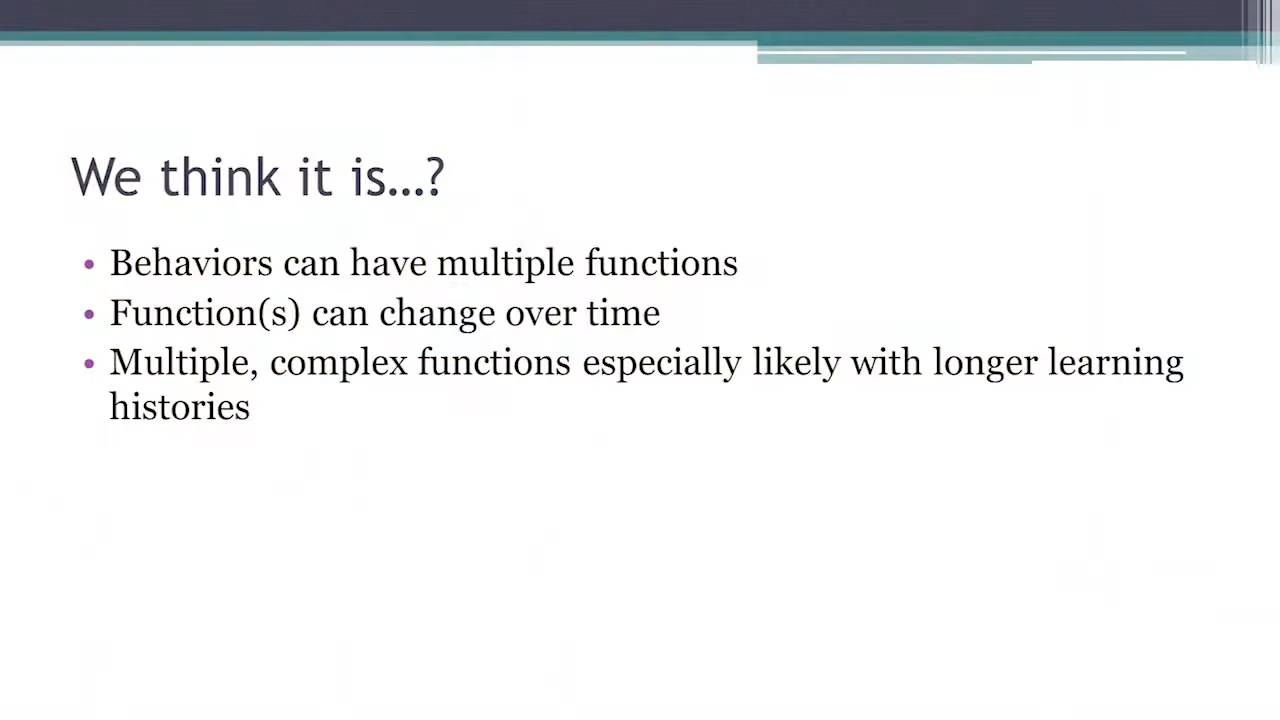 We think it is...?
• Behaviors can have multiple functions
• Function(s) can change over time
• Multiple, complex functions especially likely with longer learning
histories